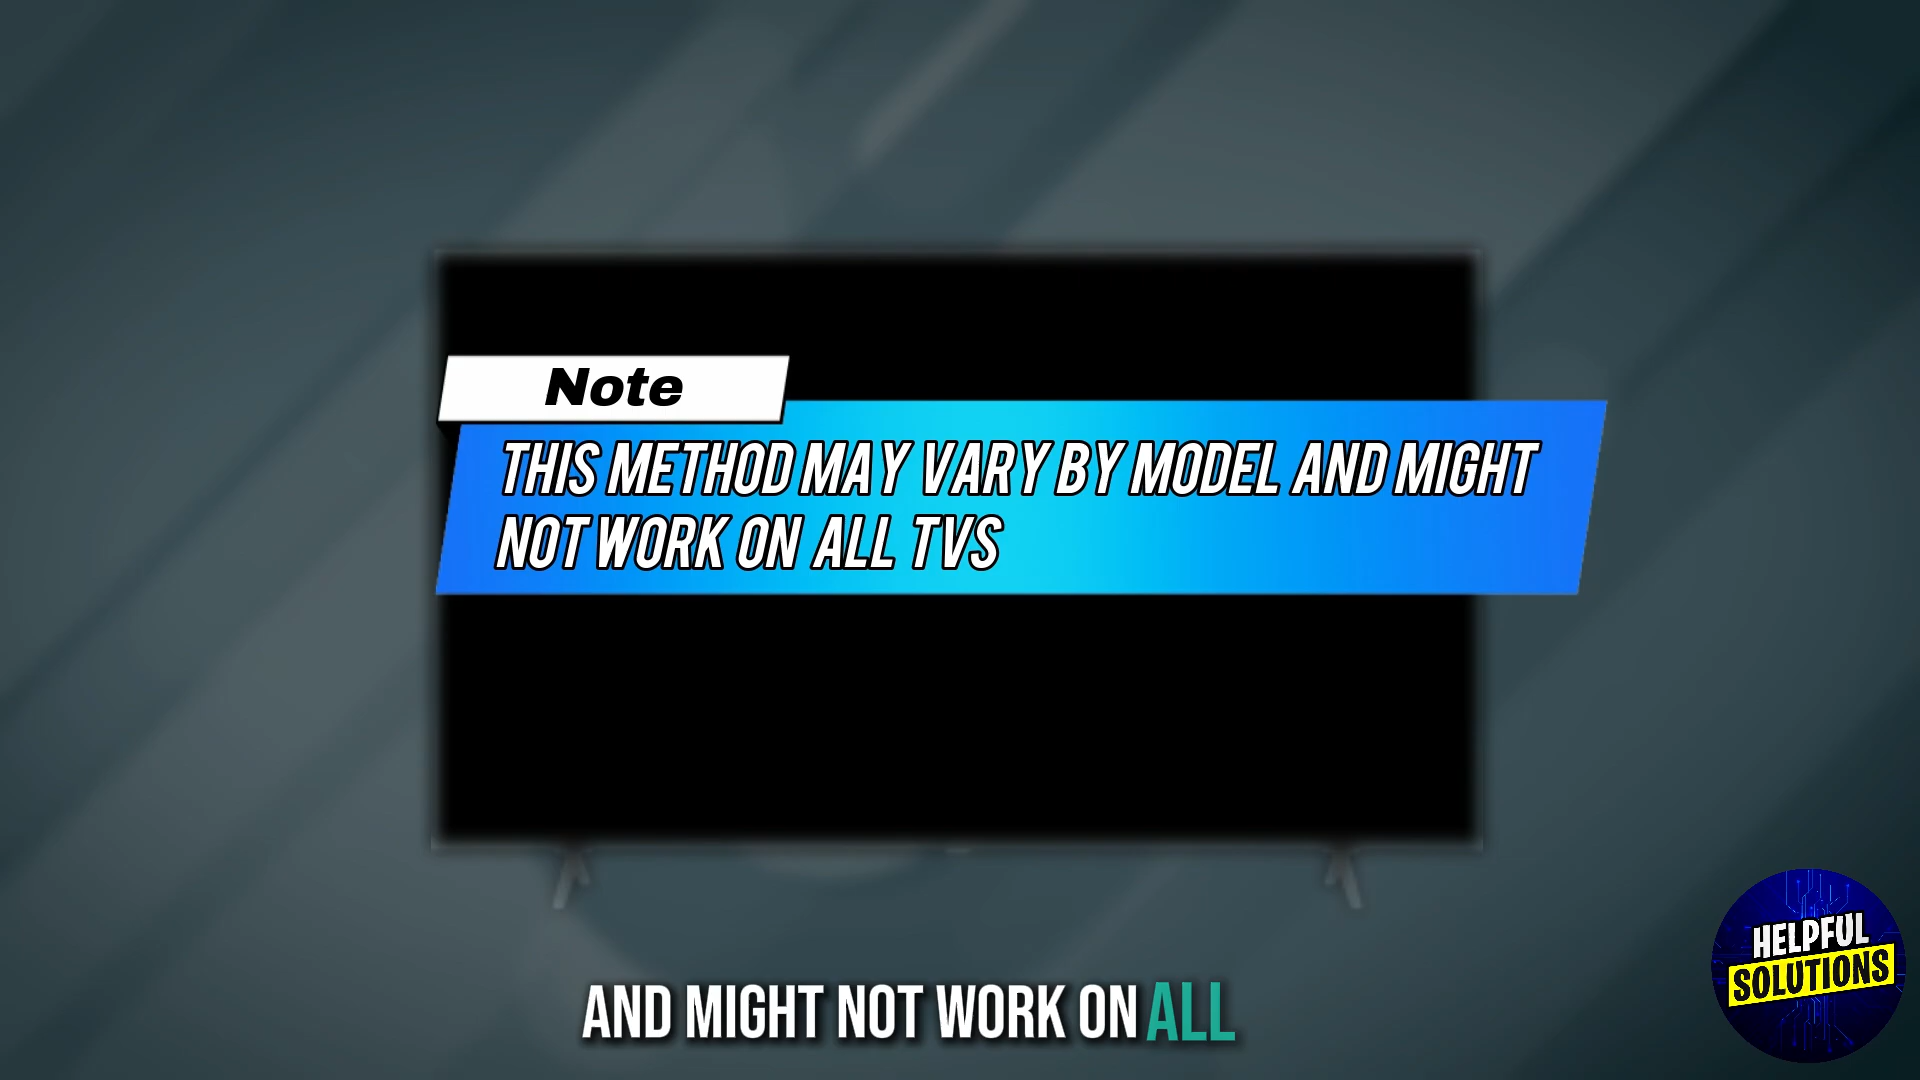 Note
THIS METHOD MAY VARY BY MODEL AND MIGHT
NOT WORK ON ALL TVS
AND MIGHT NOT WORK ON ALL
HELPFUL
SOLUTIONS